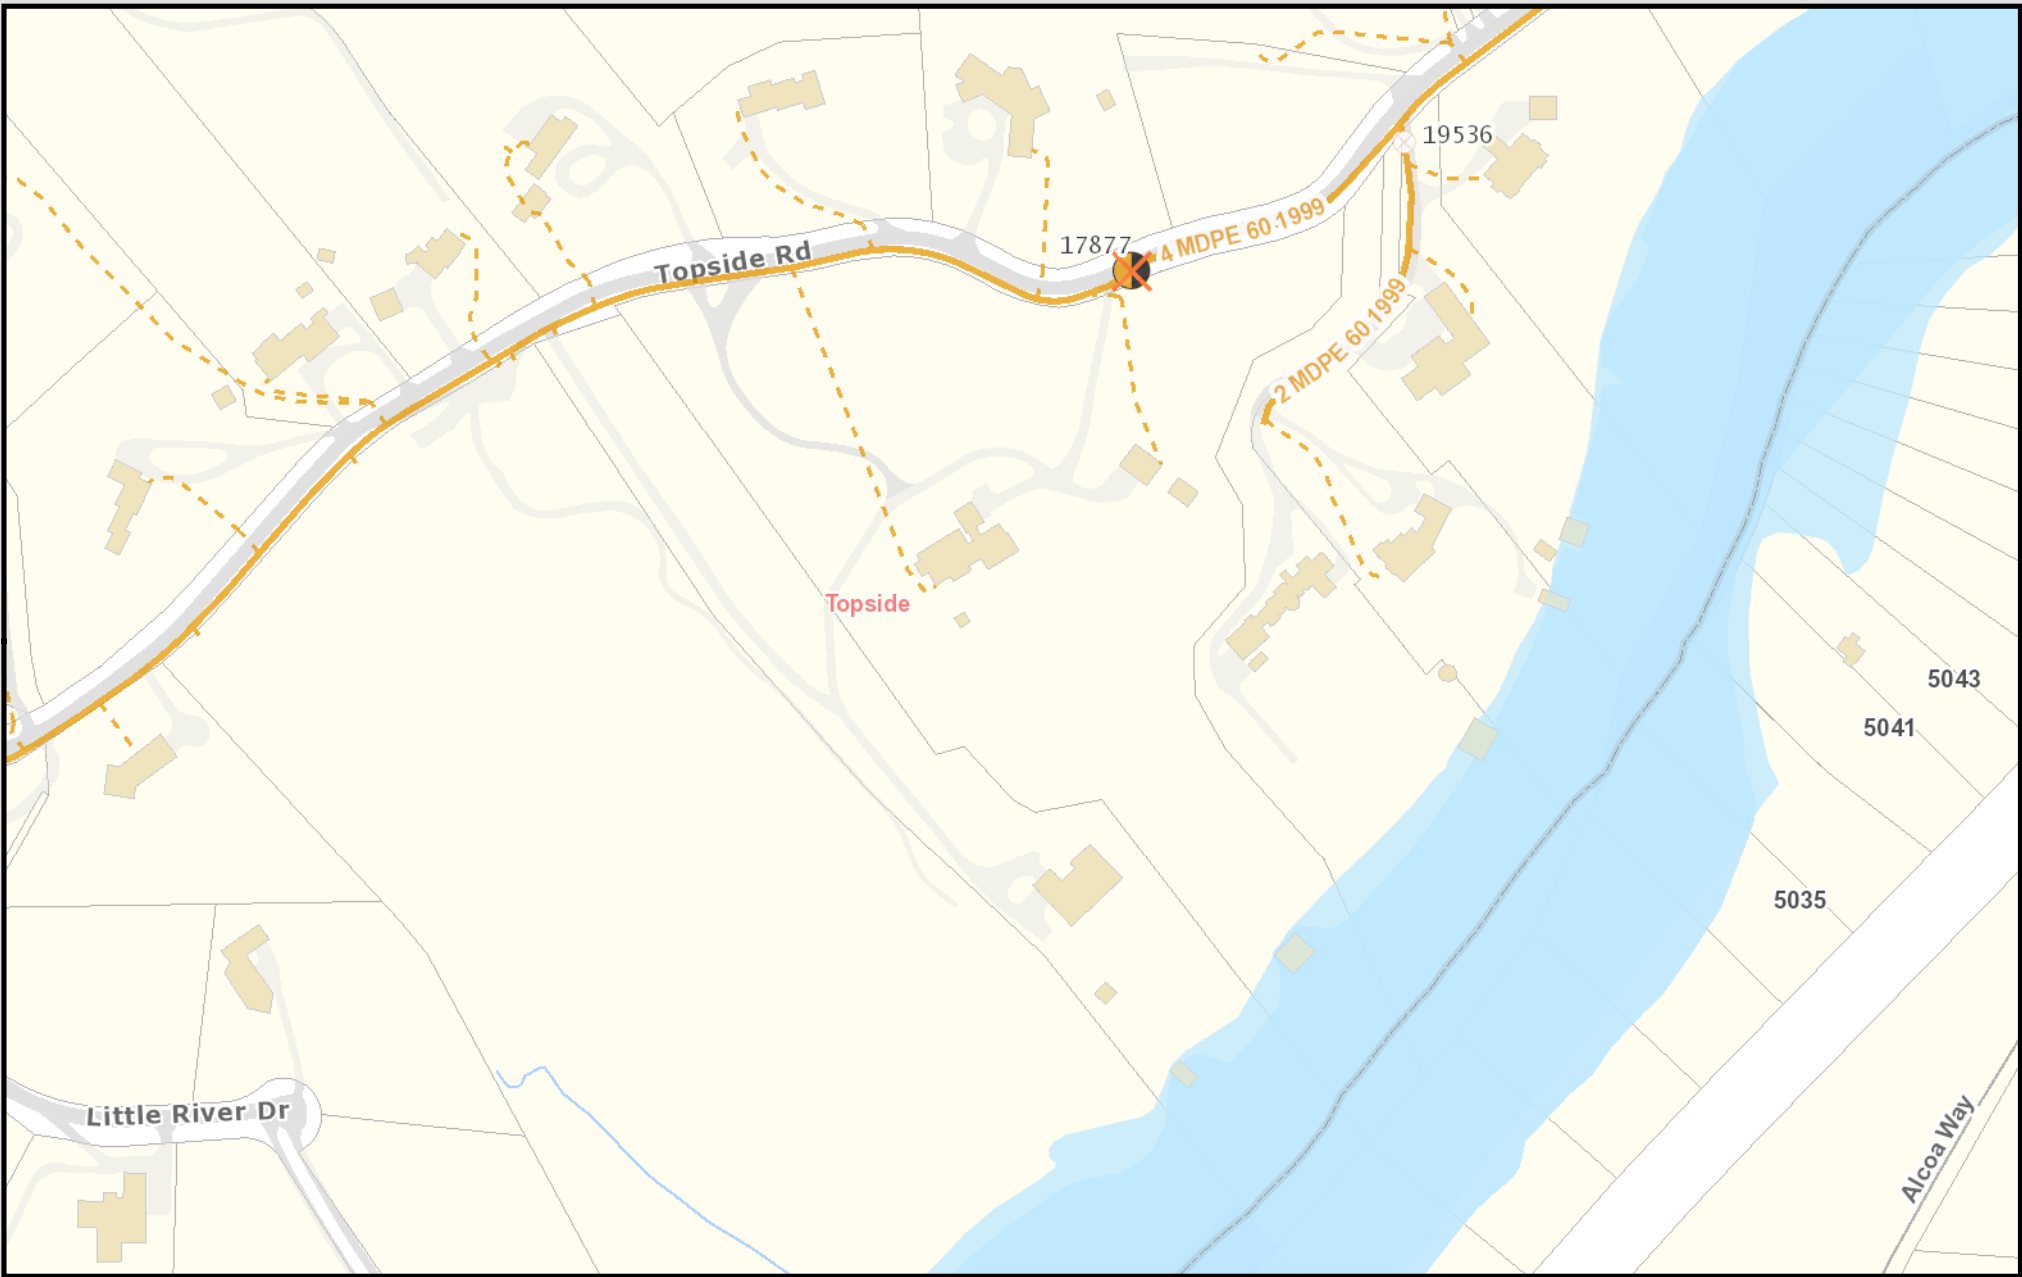 19536
17877
4 MDPE 60 1999
Topside Rd
2 MDPE 60 1999
Topside
5043
5041
5035
Little River Dr
Alcoa Way